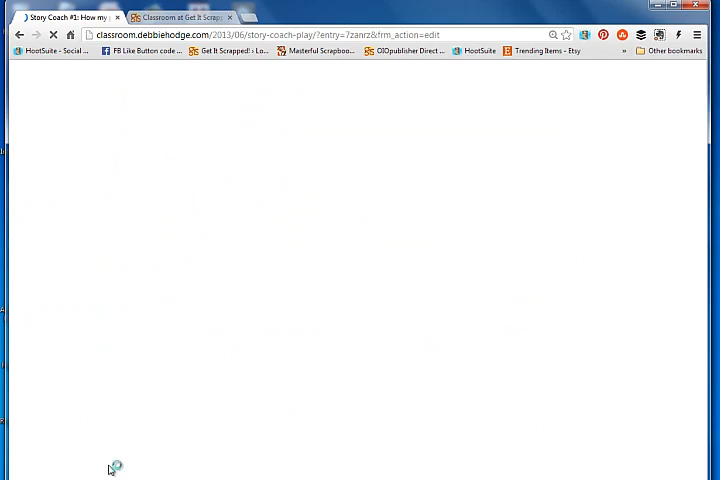 Story Coach #1: How my
Classroom at Get It Scrapp
classroom.debbiehodge.com/2013/06/story-coach-play/?entry=7zanrz&frm_action=edit
HootSuite - Social ... FB Like Button code ... Get It Scrapped! › Lo... Masterful Scrapboo... OIOpublisher Direct ... HootSuite Trending Items - Etsy » Other bookmarks